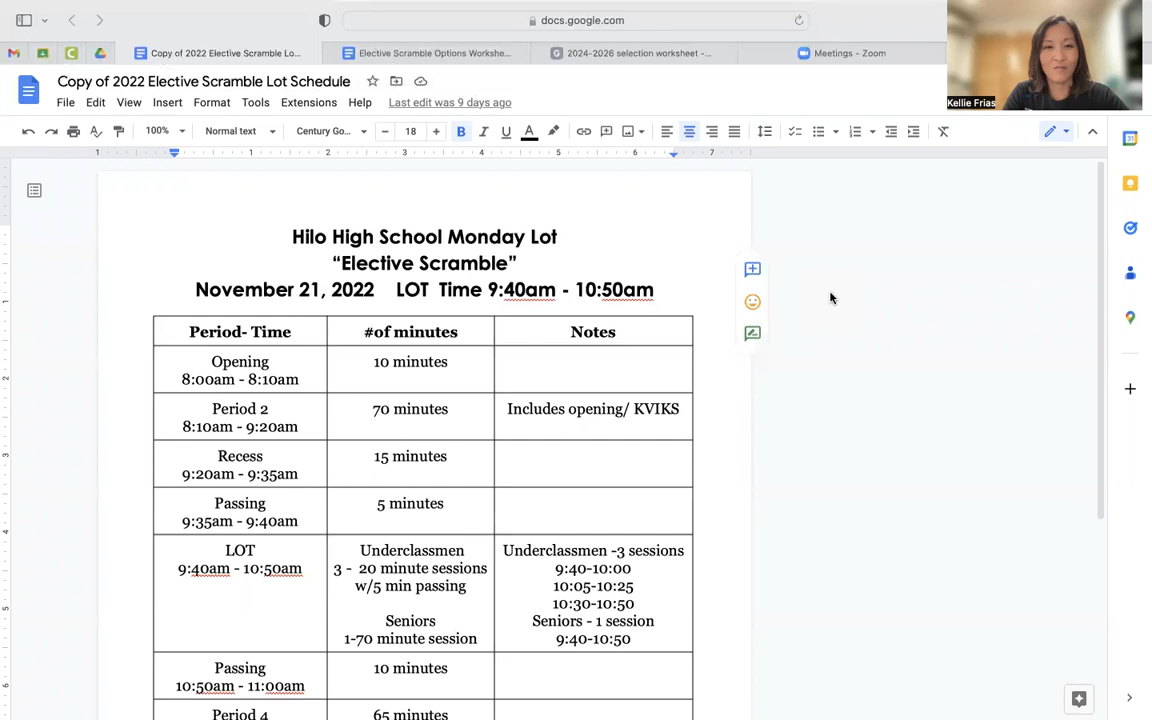 docs.google.com
Copy of 2022 Elective Scramble Lo...
Elective Scramble Options Workshe...
2024-2026 selection worksheet -...
Meetings – Zoom
Copy of 2022 Elective Scramble Lot Schedule
File Edit View Insert Format Tools Extensions Help Last edit was 9 days ago
Kellie Frias
100% Normal text Century Go... 18
1 1 2 3 4 5 6 7
Hilo High School Monday Lot
“Elective Scramble”
November 21, 2022 LOT Time 9:40am - 10:50am
Period- Time #of minutes Notes
Opening
8:00am - 8:10am
10 minutes
Period 2
8:10am - 9:20am
70 minutes
Includes opening/ KVIKS
Recess
9:20am - 9:35am
15 minutes
Passing
9:35am - 9:40am
5 minutes
LOT
9:40am - 10:50am
Underclassmen
3 - 20 minute sessions
w/5 min passing
Seniors
1-70 minute session
Underclassmen -3 sessions
9:40-10:00
10:05-10:25
10:30-10:50
Seniors - 1 session
9:40-10:50
Passing
10:50am - 11:00am
10 minutes
Period 4
65 minutes